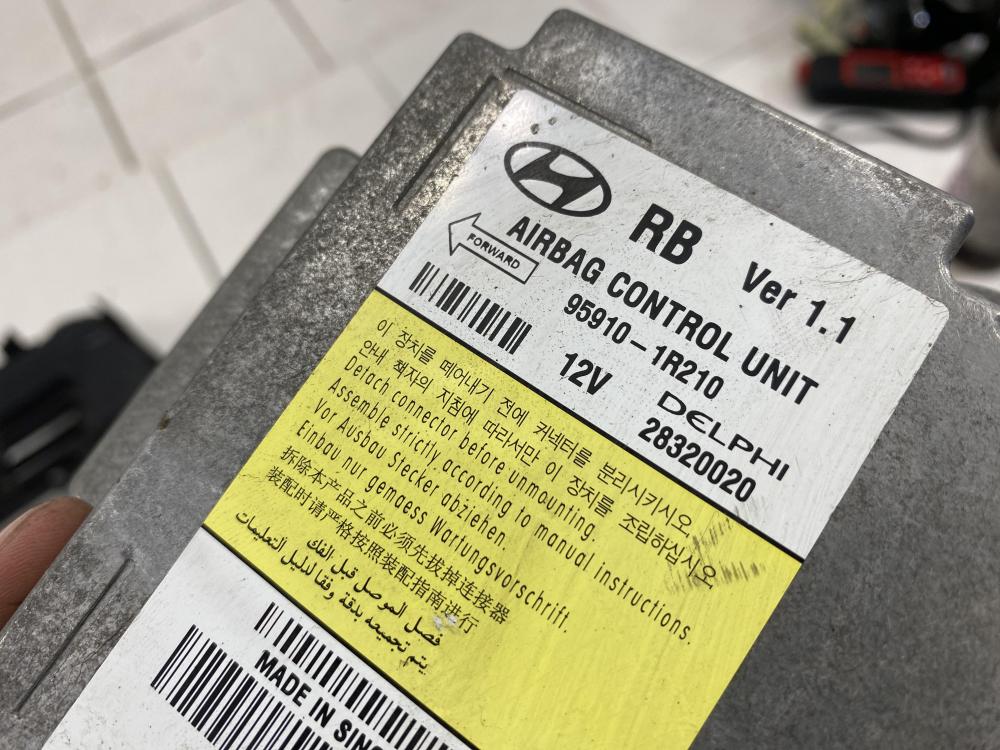 RB Ver 1.1
FORWARD
AIRBAG CONTROL UNIT
95910-1R210
12V
DELPHI
28320020
이 장치를 떼어내기 전에 커넥터를 분리시키시오,
안내 책자의 지침에 따라서만 이 장치를 조립하십시오
Detach connector before unmounting.
Assemble strictly according to manual instructions.
Vor Ausbau Stecker abziehen.
Einbau nur gemaess Wartungsvorschrift.
拆除本产品之前必须先拔掉连接器
装配时请严格按照装配指南进行
فصل الموصل قبل الفك
يتم تجميعه بدقة وفقا لدليل التعليمات
MADE IN SING